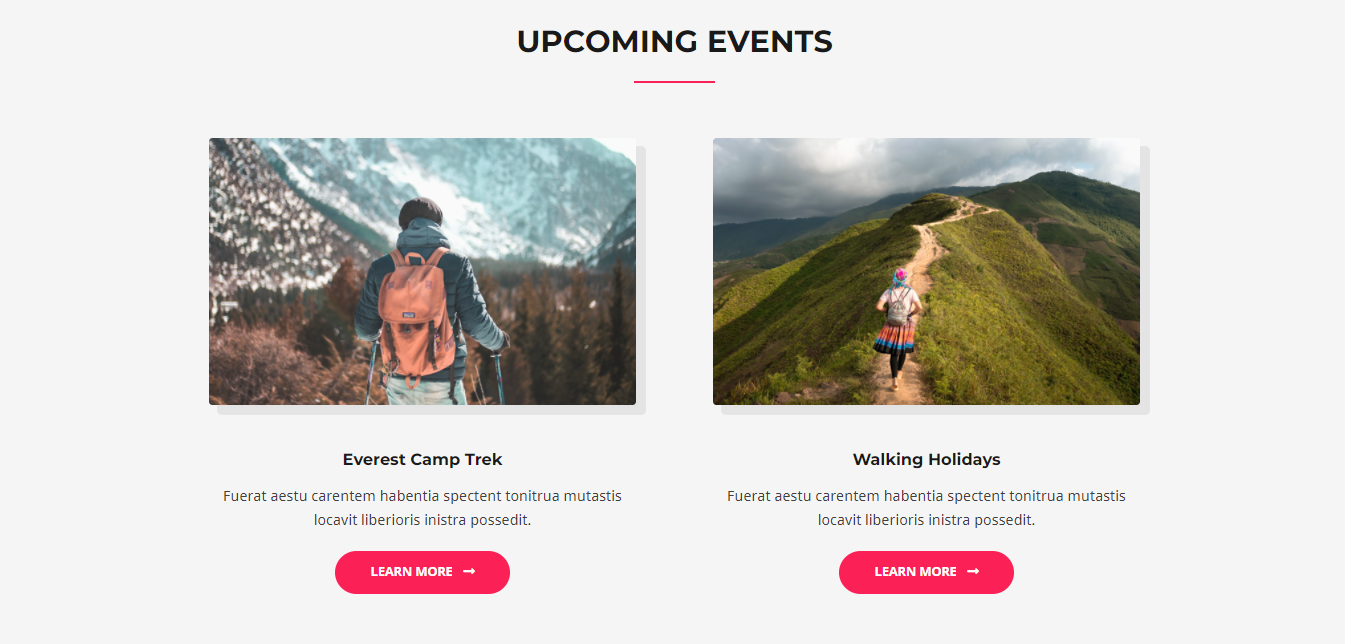 UPCOMING EVENTS
Everest Camp Trek
Fuerat aestu carentem habentia spectent tonitrua mutastis
locavit liberioris inistra possedit.
LEARN MORE →
Walking Holidays
Fuerat aestu carentem habentia spectent tonitrua mutastis
locavit liberioris inistra possedit.
LEARN MORE →